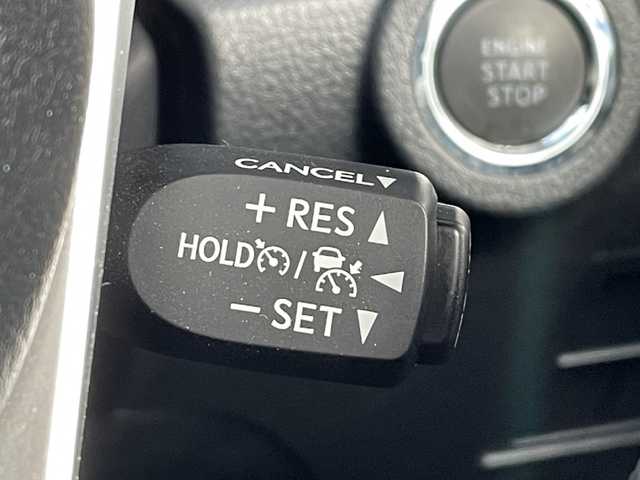 ENGINE
START
STOP
CANCEL
+ RES
HOLD /
− SET